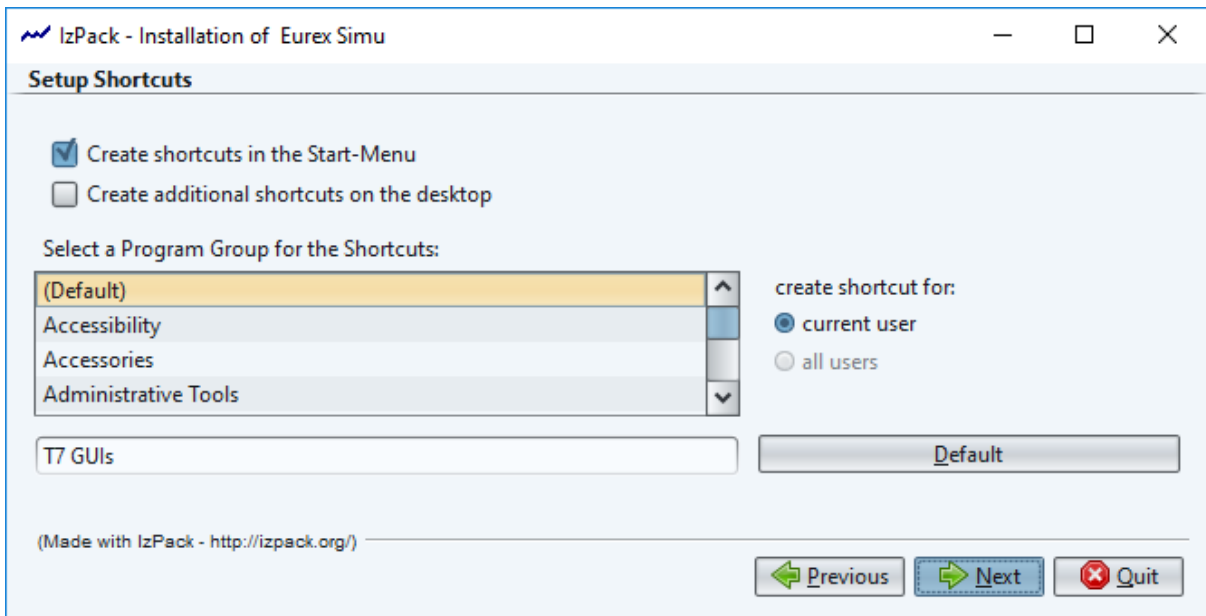 IzPack - Installation of  Eurex Simu
Setup Shortcuts
Create shortcuts in the Start-Menu
Create additional shortcuts on the desktop
Select a Program Group for the Shortcuts:
(Default)
Accessibility
Accessories
Administrative Tools
create shortcut for:
current user
all users
T7 GUIs
Default
(Made with IzPack - http://izpack.org/)
Previous
Next
Quit